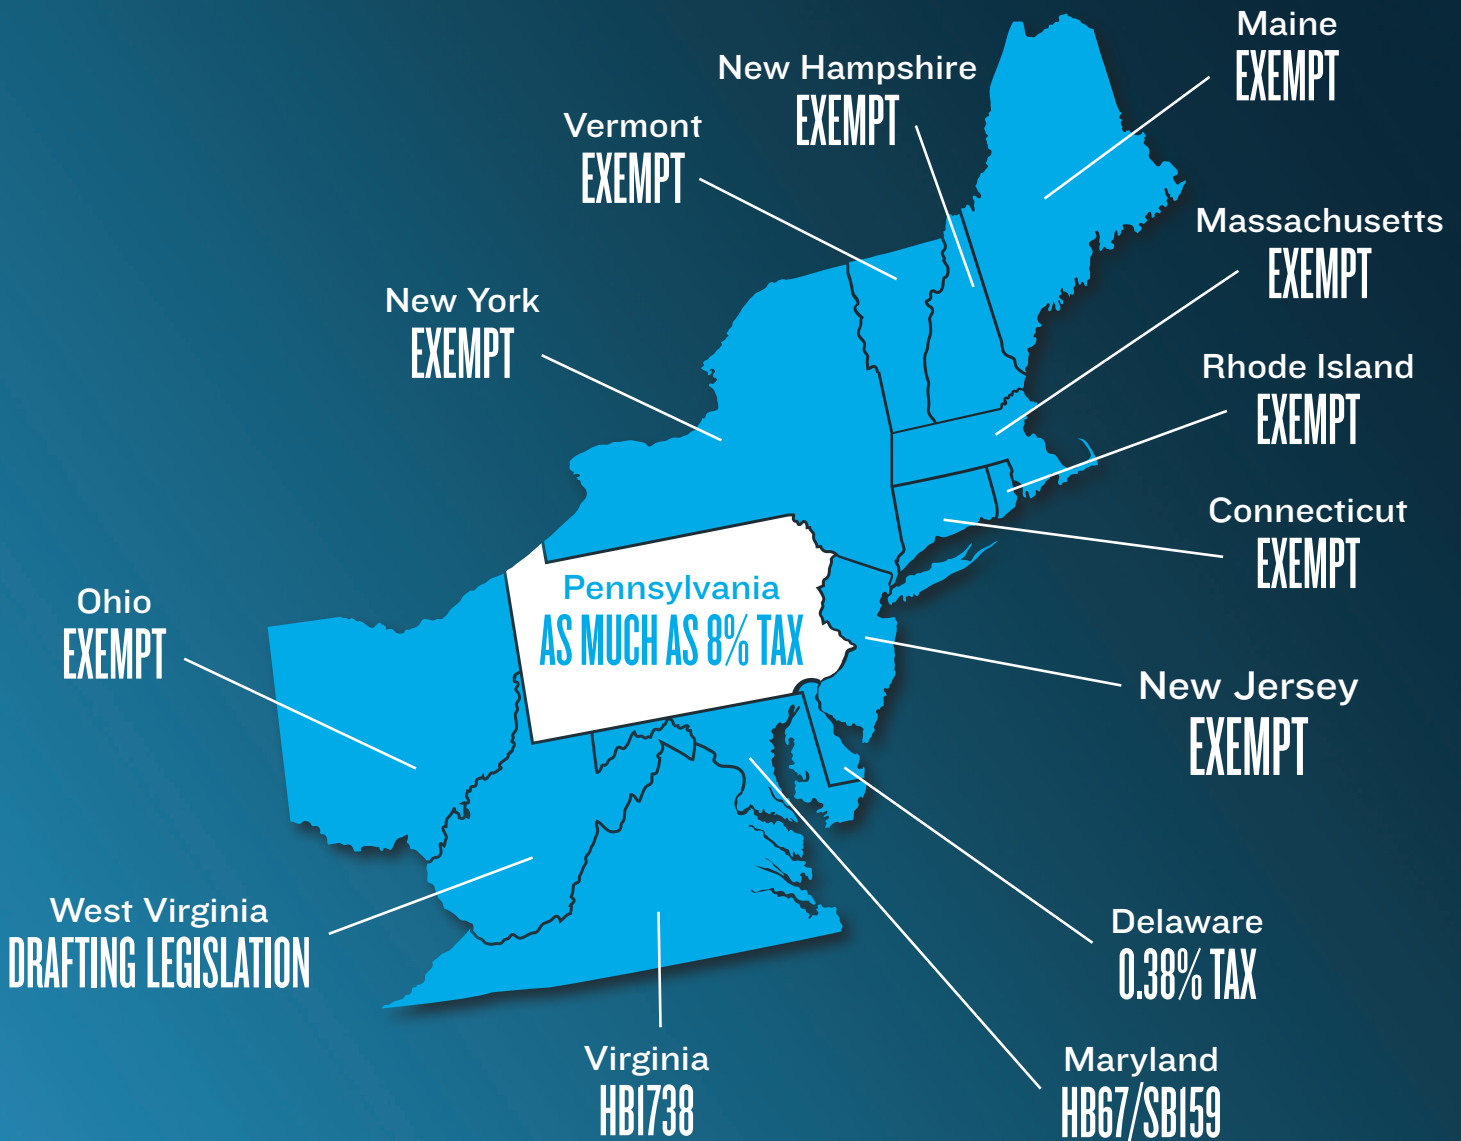 Maine
EXEMPT
New Hampshire
EXEMPT
Vermont
EXEMPT
Massachusetts
EXEMPT
New York
EXEMPT
Rhode Island
EXEMPT
Connecticut
EXEMPT
Pennsylvania
AS MUCH AS 8% TAX
Ohio
EXEMPT
New Jersey
EXEMPT
West Virginia
DRAFTING LEGISLATION
Delaware
0.38% TAX
Virginia
HB1738
Maryland
HB67/SB159